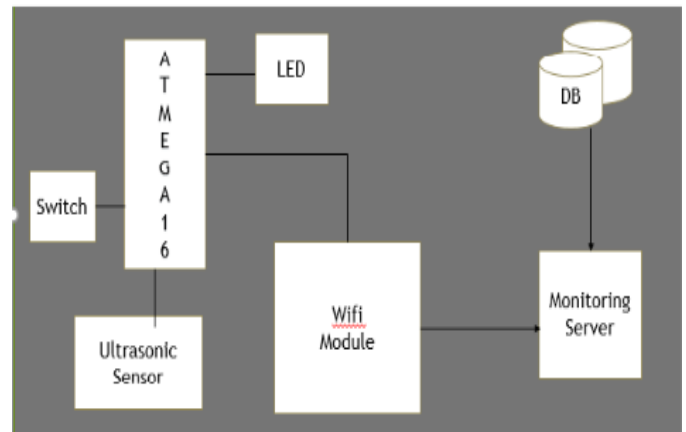 A
T
M
E
G
A
1
6
LED
DB
Switch
Wifi
Module
Monitoring
Server
Ultrasonic
Sensor